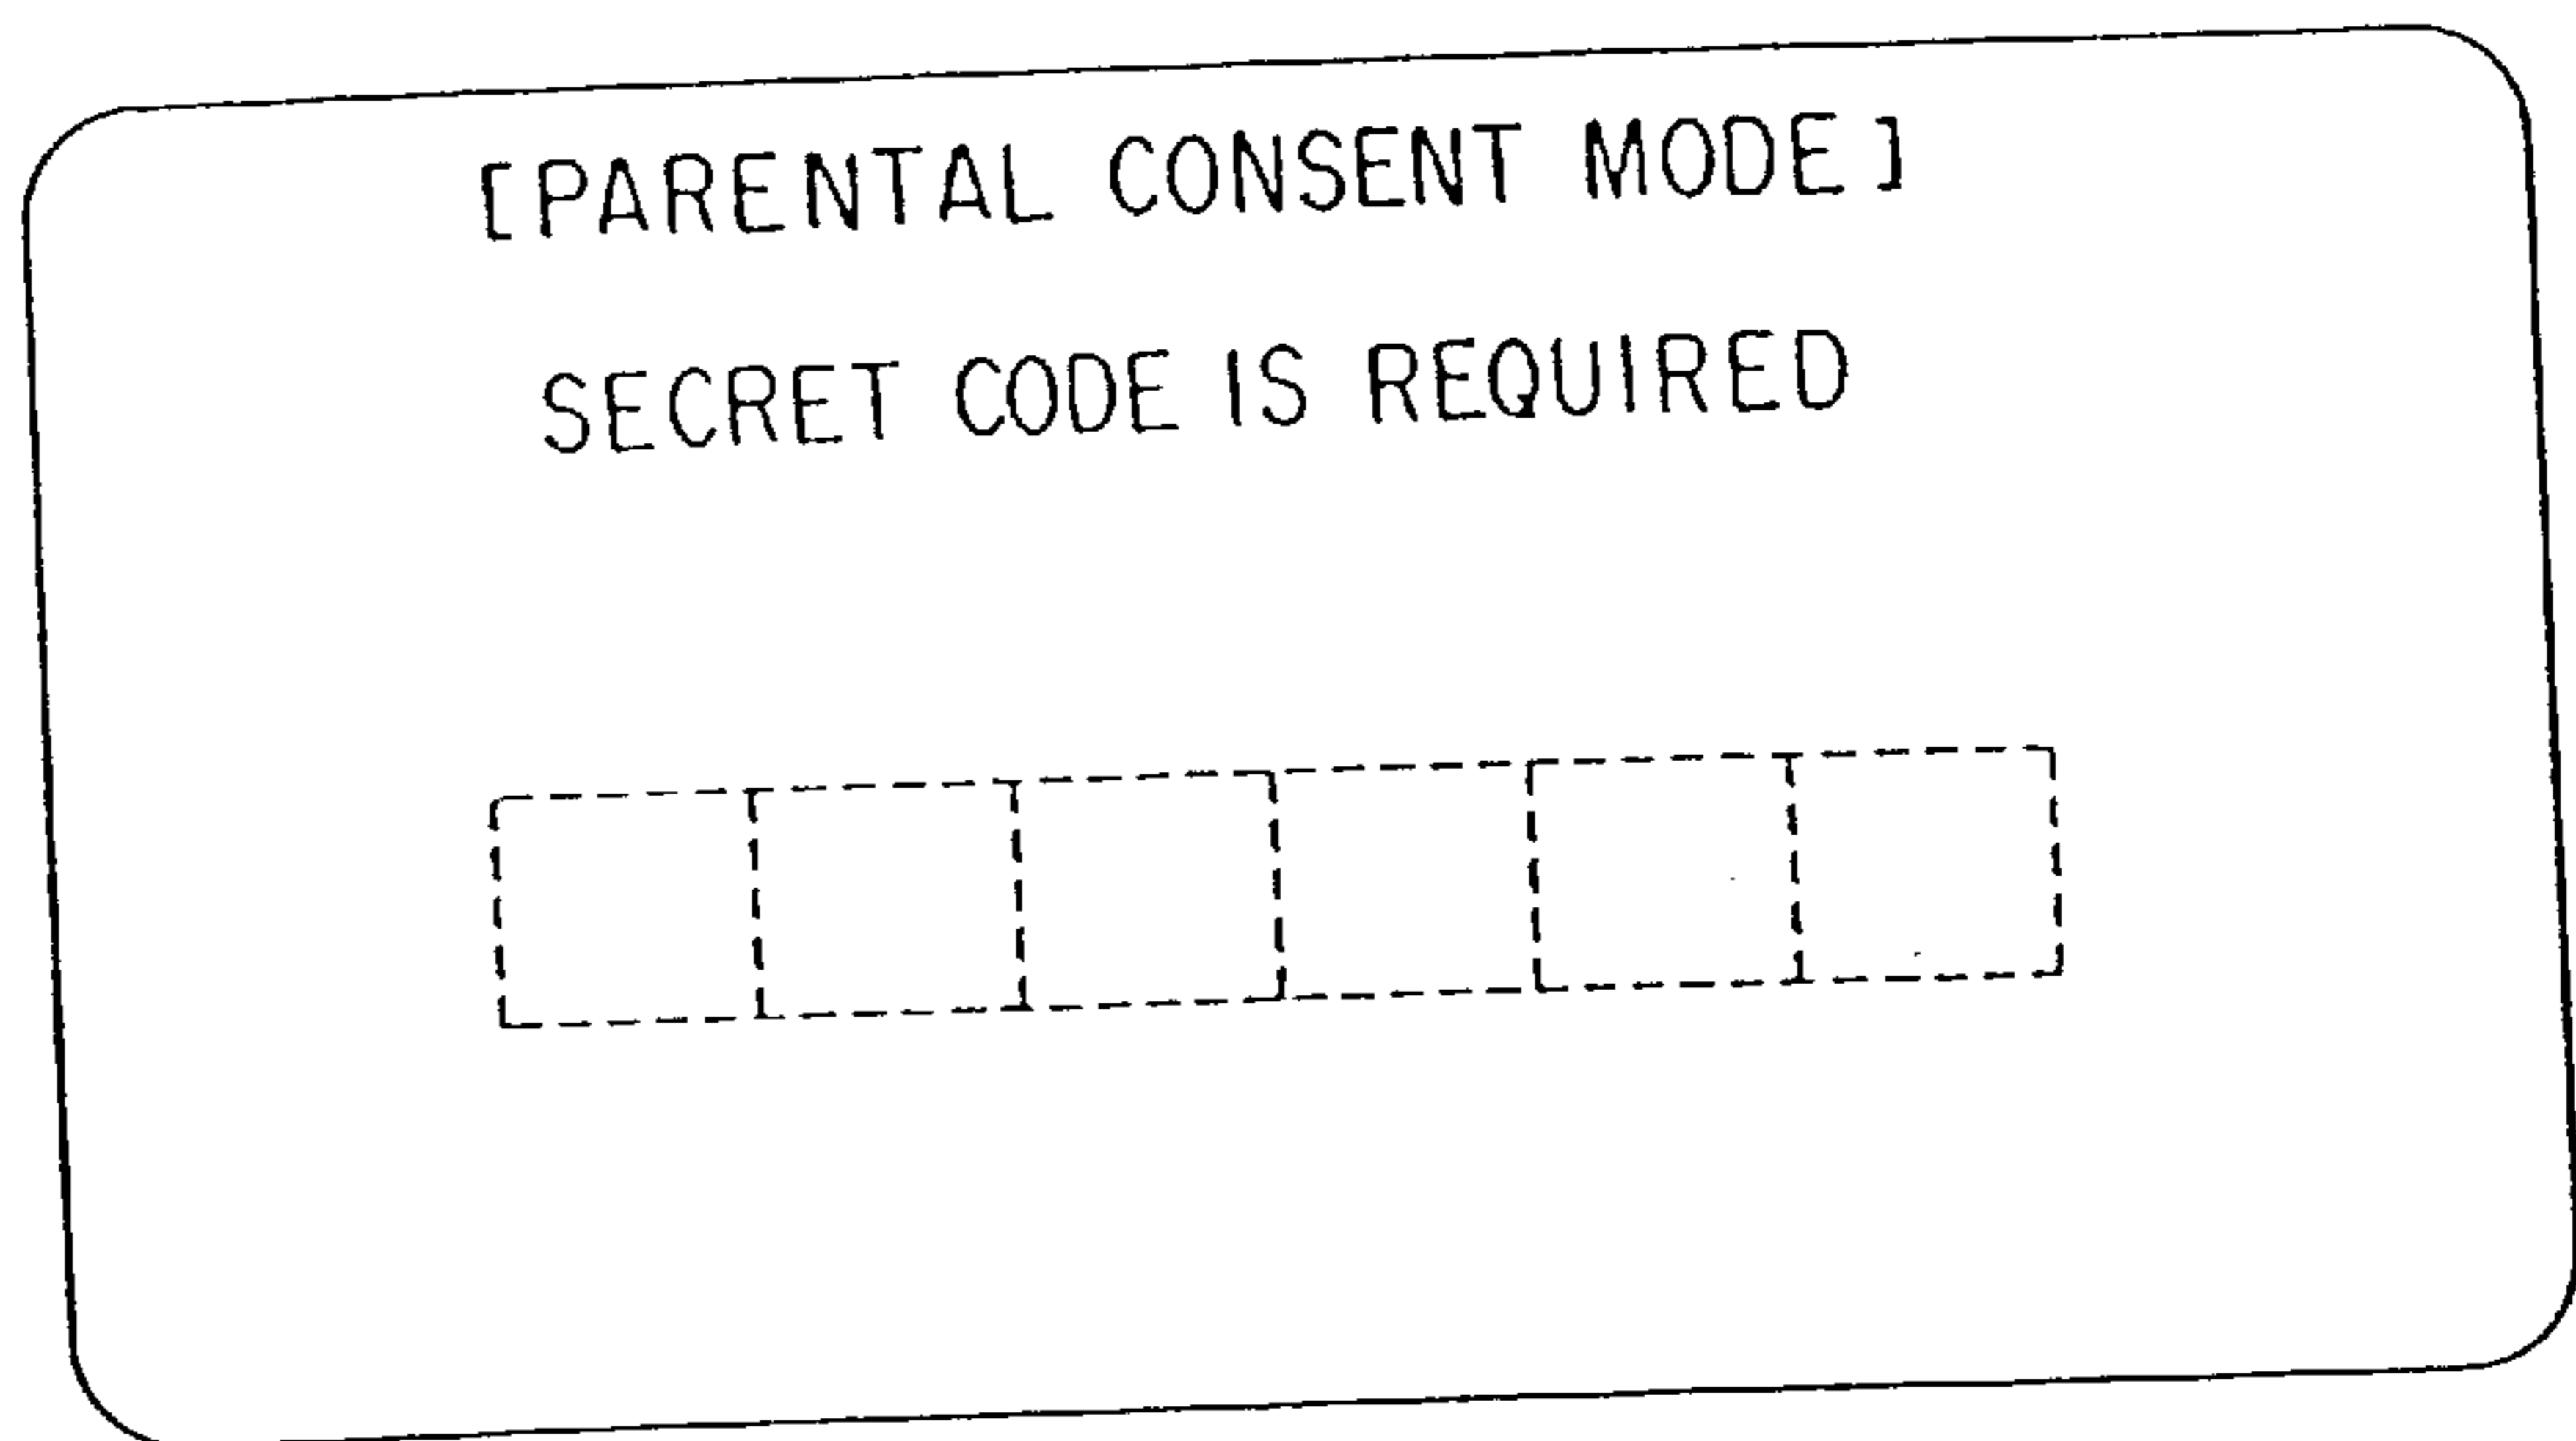 [PARENTAL CONSENT MODE]
SECRET CODE IS REQUIRED